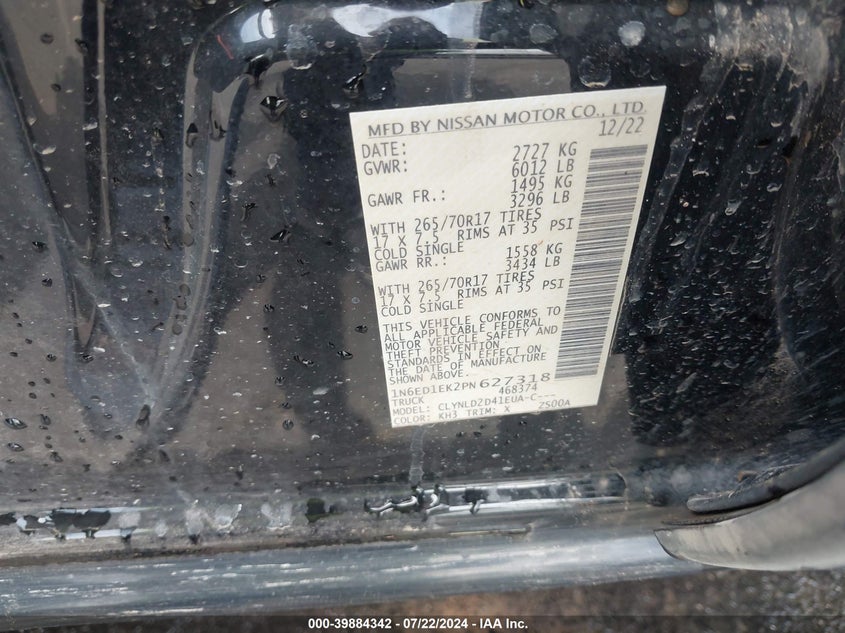 MFD BY NISSAN MOTOR CO., LTD.
DATE: 12/22
GVWR: 2727 KG
6012 LB
GAWR FR.: 1495 KG
3296 LB
WITH 265/70R17 TIRES
17 X 7.5 RIMS AT 35 PSI
COLD SINGLE
GAWR RR.: 1558 KG
3434 LB
WITH 265/70R17 TIRES
17 X 7.5 RIMS AT 35 PSI
COLD SINGLE
THIS VEHICLE CONFORMS TO
ALL APPLICABLE FEDERAL
MOTOR VEHICLE SAFETY AND
THEFT PREVENTION
STANDARDS IN EFFECT ON
THE DATE OF MANUFACTURE
SHOWN ABOVE.
1N6ED1EK2PN627318
TRUCK 468374
MODEL: CLYNLDZD41EUA-C---
COLOR: KH3 TRIM: X ZS00A
000-39884342 / 07/22/2024 - IAA Inc.